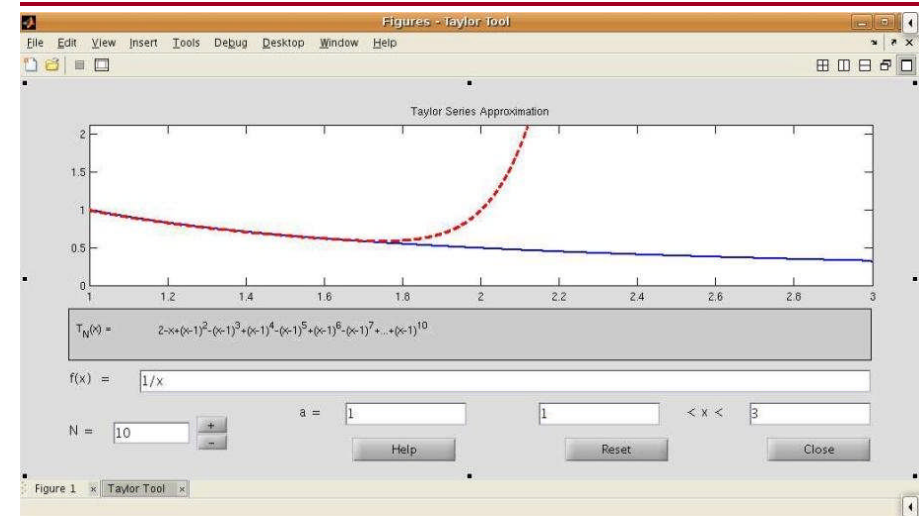 Figures - Taylor Tool
File Edit View Insert Tools Debug Desktop Window Help
Taylor Series Approximation
2
1.5
1
0.5
0
1 1.2 1.4 1.6 1.8 2 2.2 2.4 2.6 2.8 3
T_N(x) = 2-x+(x-1)^2-(x-1)^3+(x-1)^4-(x-1)^5+(x-1)^6-(x-1)^7+...+(x-1)^10
f(x) = 1/x
N = 10 + - a = 1 1 < x < 3
Help Reset Close
Figure 1 × Taylor Tool ×